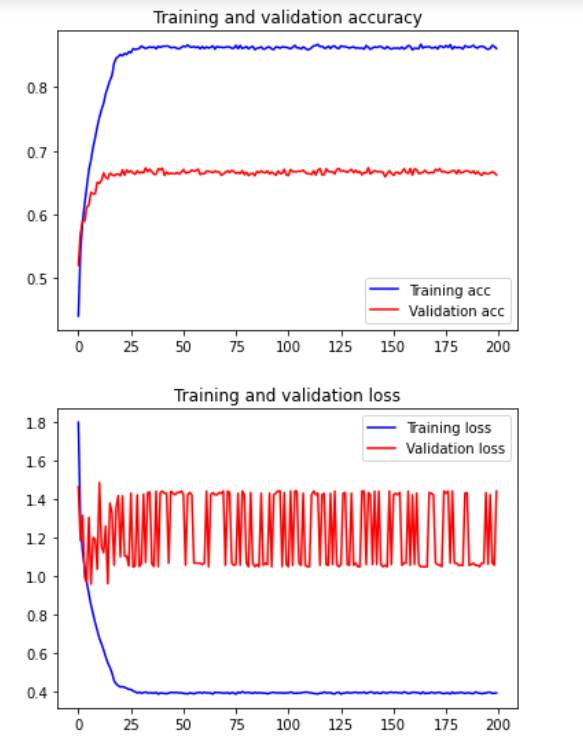 Training and validation accuracy
0.8
0.7
0.6
0.5
Training acc
Validation acc
0 25 50 75 100 125 150 175 200
Training and validation loss
1.8
1.6
1.4
1.2
1.0
0.8
0.6
0.4
Training loss
Validation loss
0 25 50 75 100 125 150 175 200